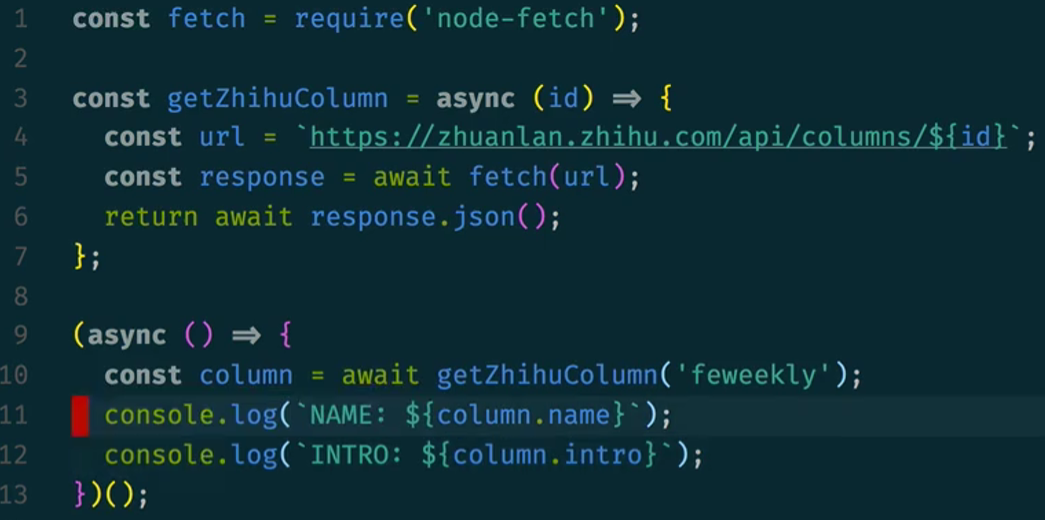 1 const fetch = require('node-fetch');
2
3 const getZhihuColumn = async (id) => {
4   const url = `https://zhuanlan.zhihu.com/api/columns/${id}`;
5   const response = await fetch(url);
6   return await response.json();
7 };
8
9 (async () => {
10   const column = await getZhihuColumn('feweekly');
11   console.log(`NAME: ${column.name}`);
12   console.log(`INTRO: ${column.intro}`);
13 })();